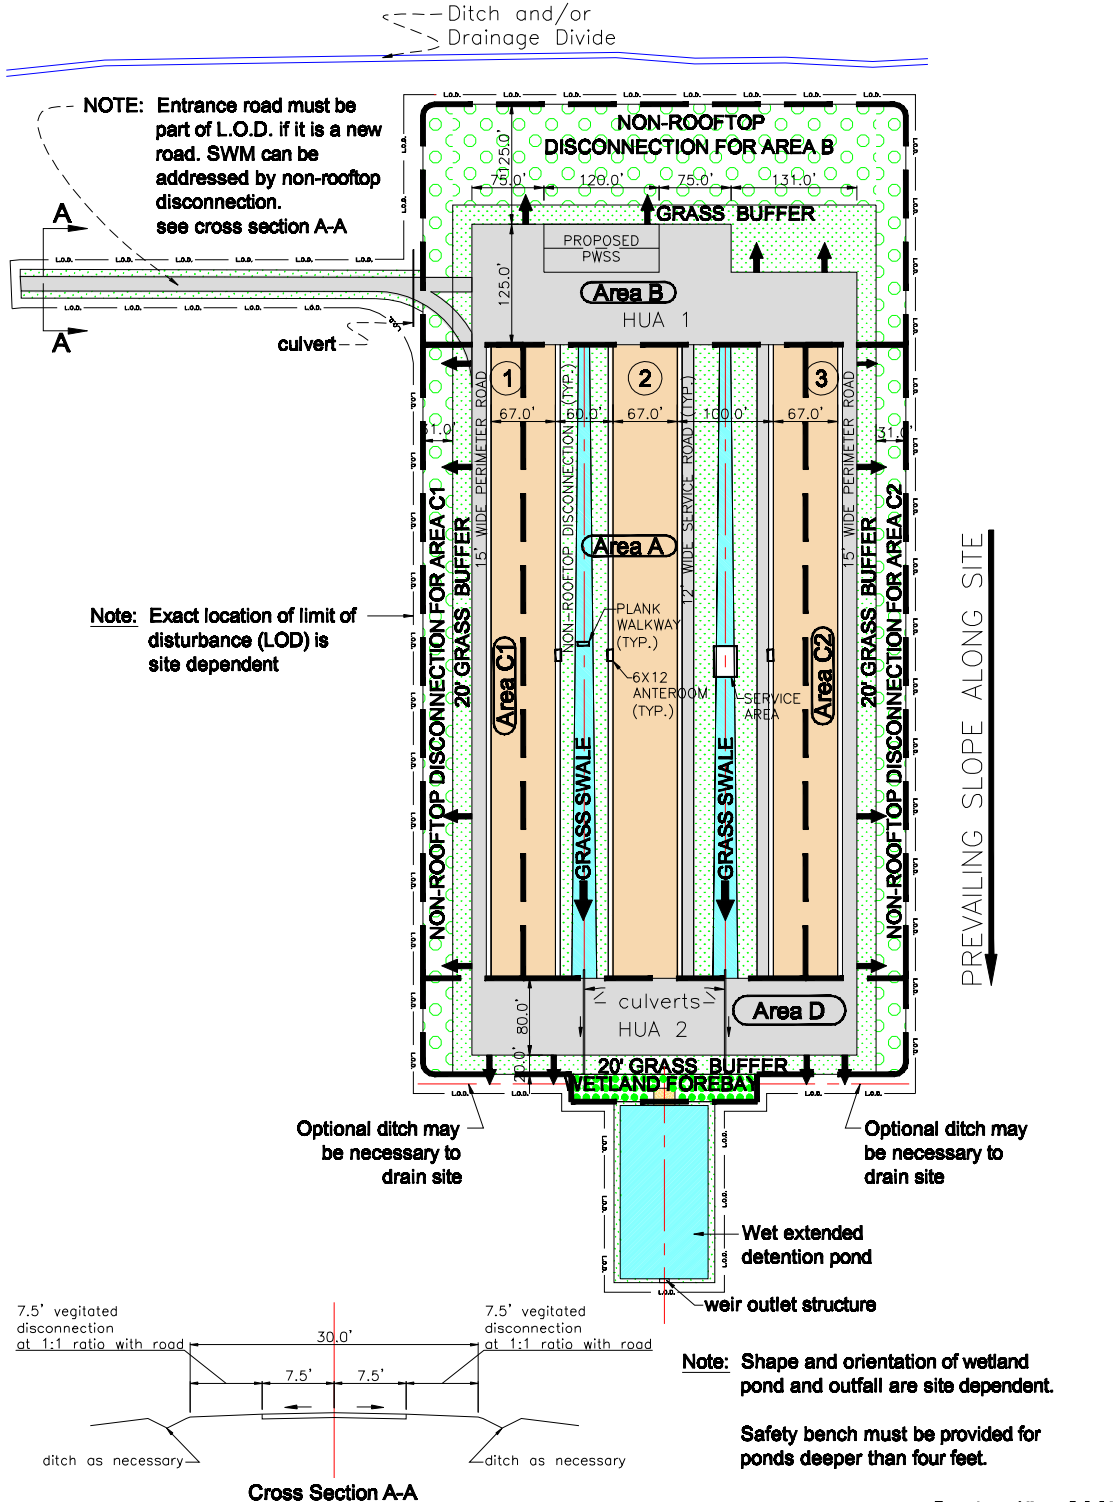 Ditch and/or
Drainage Divide
NOTE: Entrance road must be
part of L.O.D. if it is a new
road. SWM can be
addressed by non-rooftop
disconnection.
see cross section A-A
NON-ROOFTOP
DISCONNECTION FOR AREA B
125.0'
75.0'
120.0'
75.0'
131.0'
GRASS BUFFER
A
A
PROPOSED
PWSS
Area B
HUA 1
125.0'
culvert
1
2
3
67.0'
60.0'
67.0'
100.0'
67.0'
31.0'
31.0'
15' WIDE PERIMETER ROAD
NON-ROOFTOP DISCONNECTION (TYP.)
12' WIDE SERVICE ROAD (TYP.)
15' WIDE PERIMETER ROAD
NON-ROOFTOP DISCONNECTION FOR AREA C1
20' GRASS BUFFER
20' GRASS BUFFER
NON-ROOFTOP DISCONNECTION FOR AREA C2
Area A
Area C1
Area C2
Note: Exact location of limit of
disturbance (LOD) is
site dependent
PLANK
WALKWAY
(TYP.)
6X12
ANTEROOM
(TYP.)
SERVICE
AREA
GRASS SWALE
GRASS SWALE
PREVAILING SLOPE ALONG SITE
culverts
HUA 2
Area D
80.0'
20.0'
20' GRASS BUFFER
WETLAND FOREBAY
L.O.D.
Optional ditch may
be necessary to
drain site
Optional ditch may
be necessary to
drain site
Wet extended
detention pond
weir outlet structure
7.5' vegitated
disconnection
at 1:1 ratio with road
7.5' vegitated
disconnection
at 1:1 ratio with road
30.0'
7.5'
7.5'
ditch as necessary
ditch as necessary
Cross Section A-A
Note: Shape and orientation of wetland
pond and outfall are site dependent.
Safety bench must be provided for
ponds deeper than four feet.